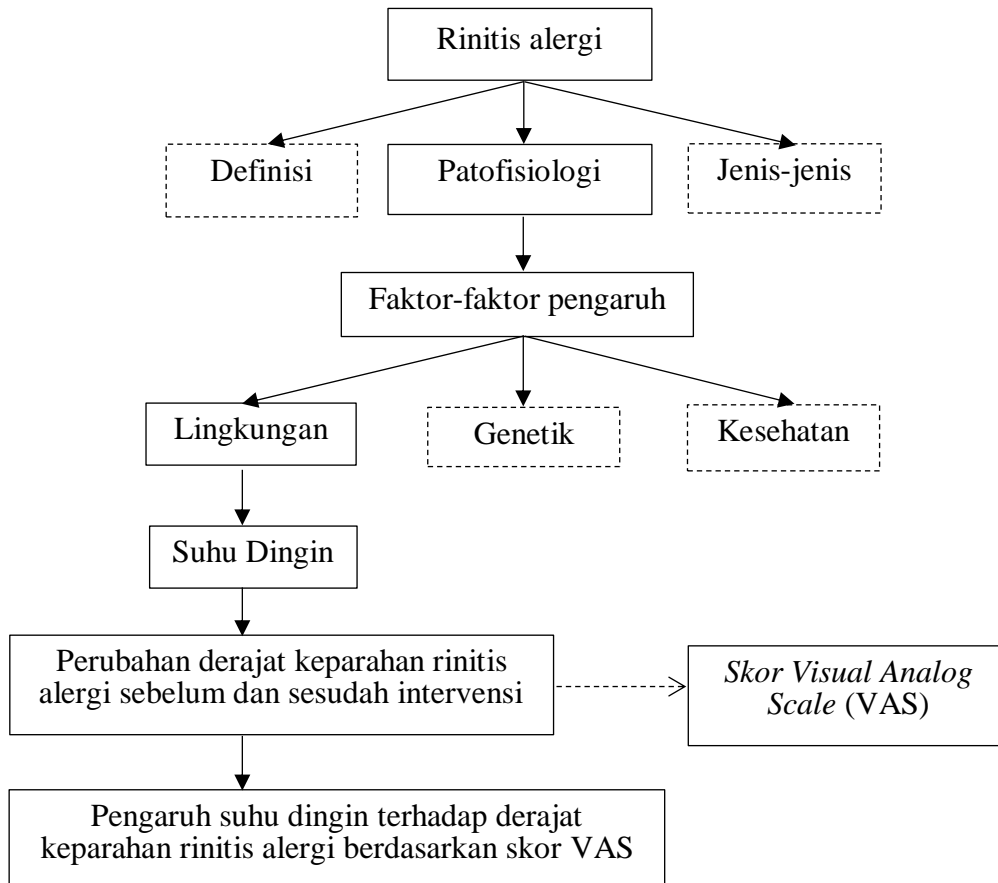 Rinitis alergi
Definisi
Patofisiologi
Jenis-jenis
Faktor-faktor pengaruh
Lingkungan
Genetik
Kesehatan
Suhu Dingin
Perubahan derajat keparahan rinitis
alergi sebelum dan sesudah intervensi
Skor Visual Analog
Scale (VAS)
Pengaruh suhu dingin terhadap derajat
keparahan rinitis alergi berdasarkan skor VAS